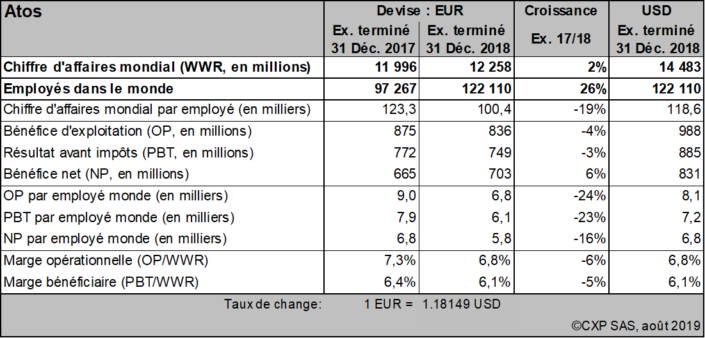 Atos Devise : EUR Croissance USD
Ex. terminé Ex. terminé Ex. 17/18 Ex. terminé
31 Déc. 2017 31 Déc. 2018 31 Déc. 2018
Chiffre d'affaires mondial (WWR, en millions) 11 996 12 258 2% 14 483
Employés dans le monde 97 267 122 110 26% 122 110
Chiffre d'affaires mondial par employé (en milliers) 123,3 100,4 -19% 118,6
Bénéfice d'exploitation (OP, en millions) 875 836 -4% 988
Résultat avant impôts (PBT, en millions) 772 749 -3% 885
Bénéfice net (NP, en millions) 665 703 6% 831
OP par employé monde (en milliers) 9,0 6,8 -24% 8,1
PBT par employé monde (en milliers) 7,9 6,1 -23% 7,2
NP par employé monde (en milliers) 6,8 5,8 -16% 6,8
Marge opérationnelle (OP/WWR) 7,3% 6,8% -6% 6,8%
Marge bénéficiaire (PBT/WWR) 6,4% 6,1% -5% 6,1%
Taux de change: 1 EUR = 1.18149 USD
©CXP SAS, août 2019